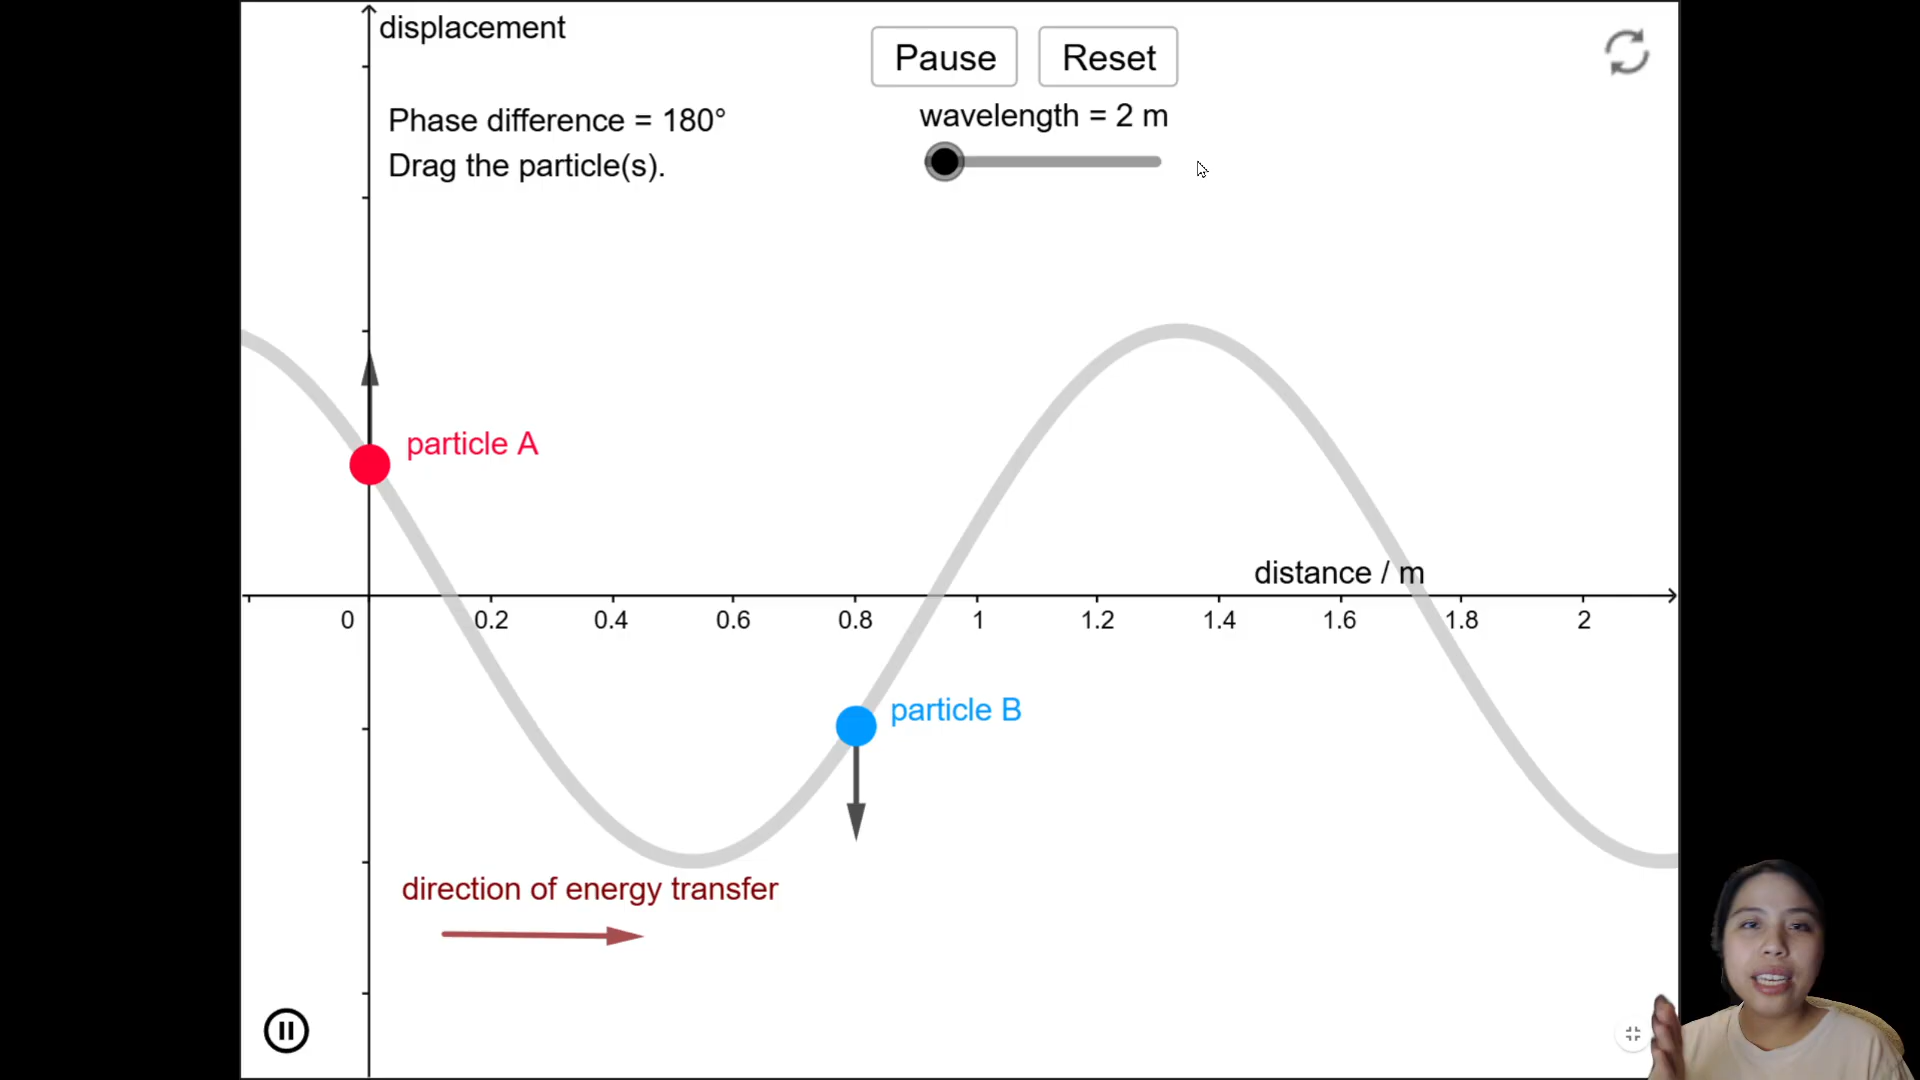 displacement
Pause
Reset
Phase difference = 180°
wavelength = 2 m
Drag the particle(s).
particle A
distance / m
0 0.2 0.4 0.6 0.8 1 1.2 1.4 1.6 1.8 2
particle B
direction of energy transfer